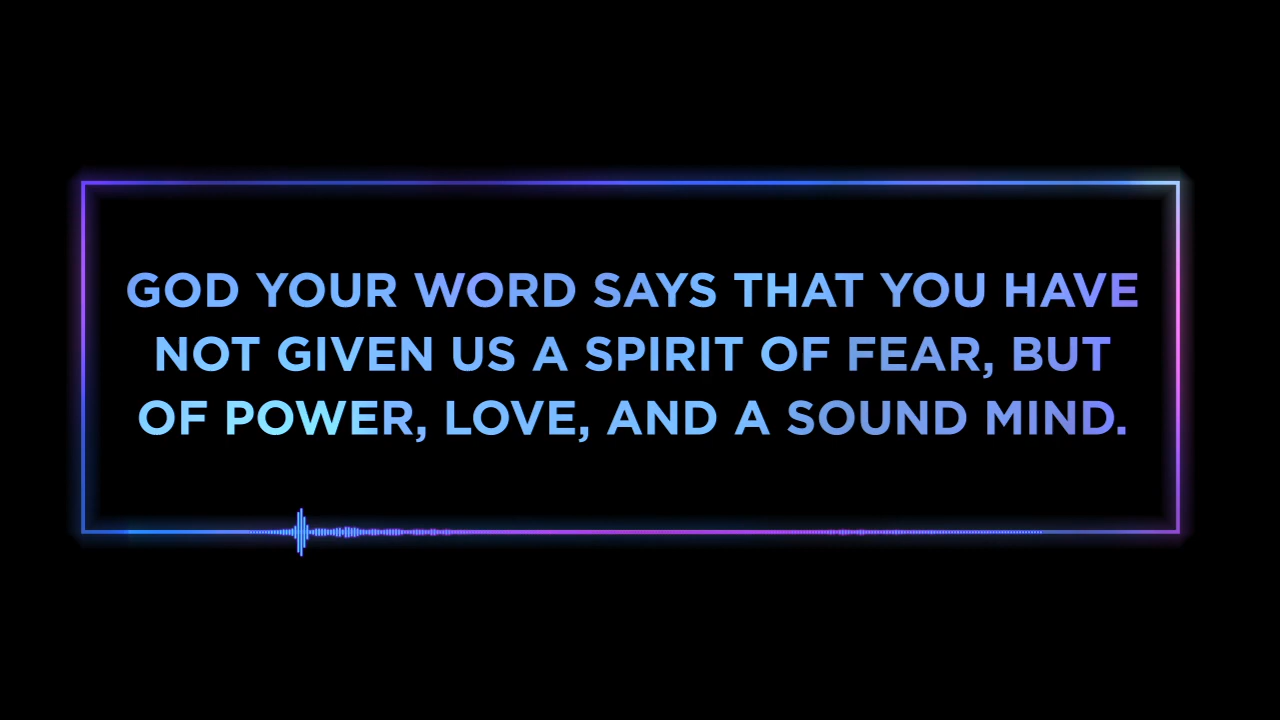 GOD YOUR WORD SAYS THAT YOU HAVE
NOT GIVEN US A SPIRIT OF FEAR, BUT
OF POWER, LOVE, AND A SOUND MIND.